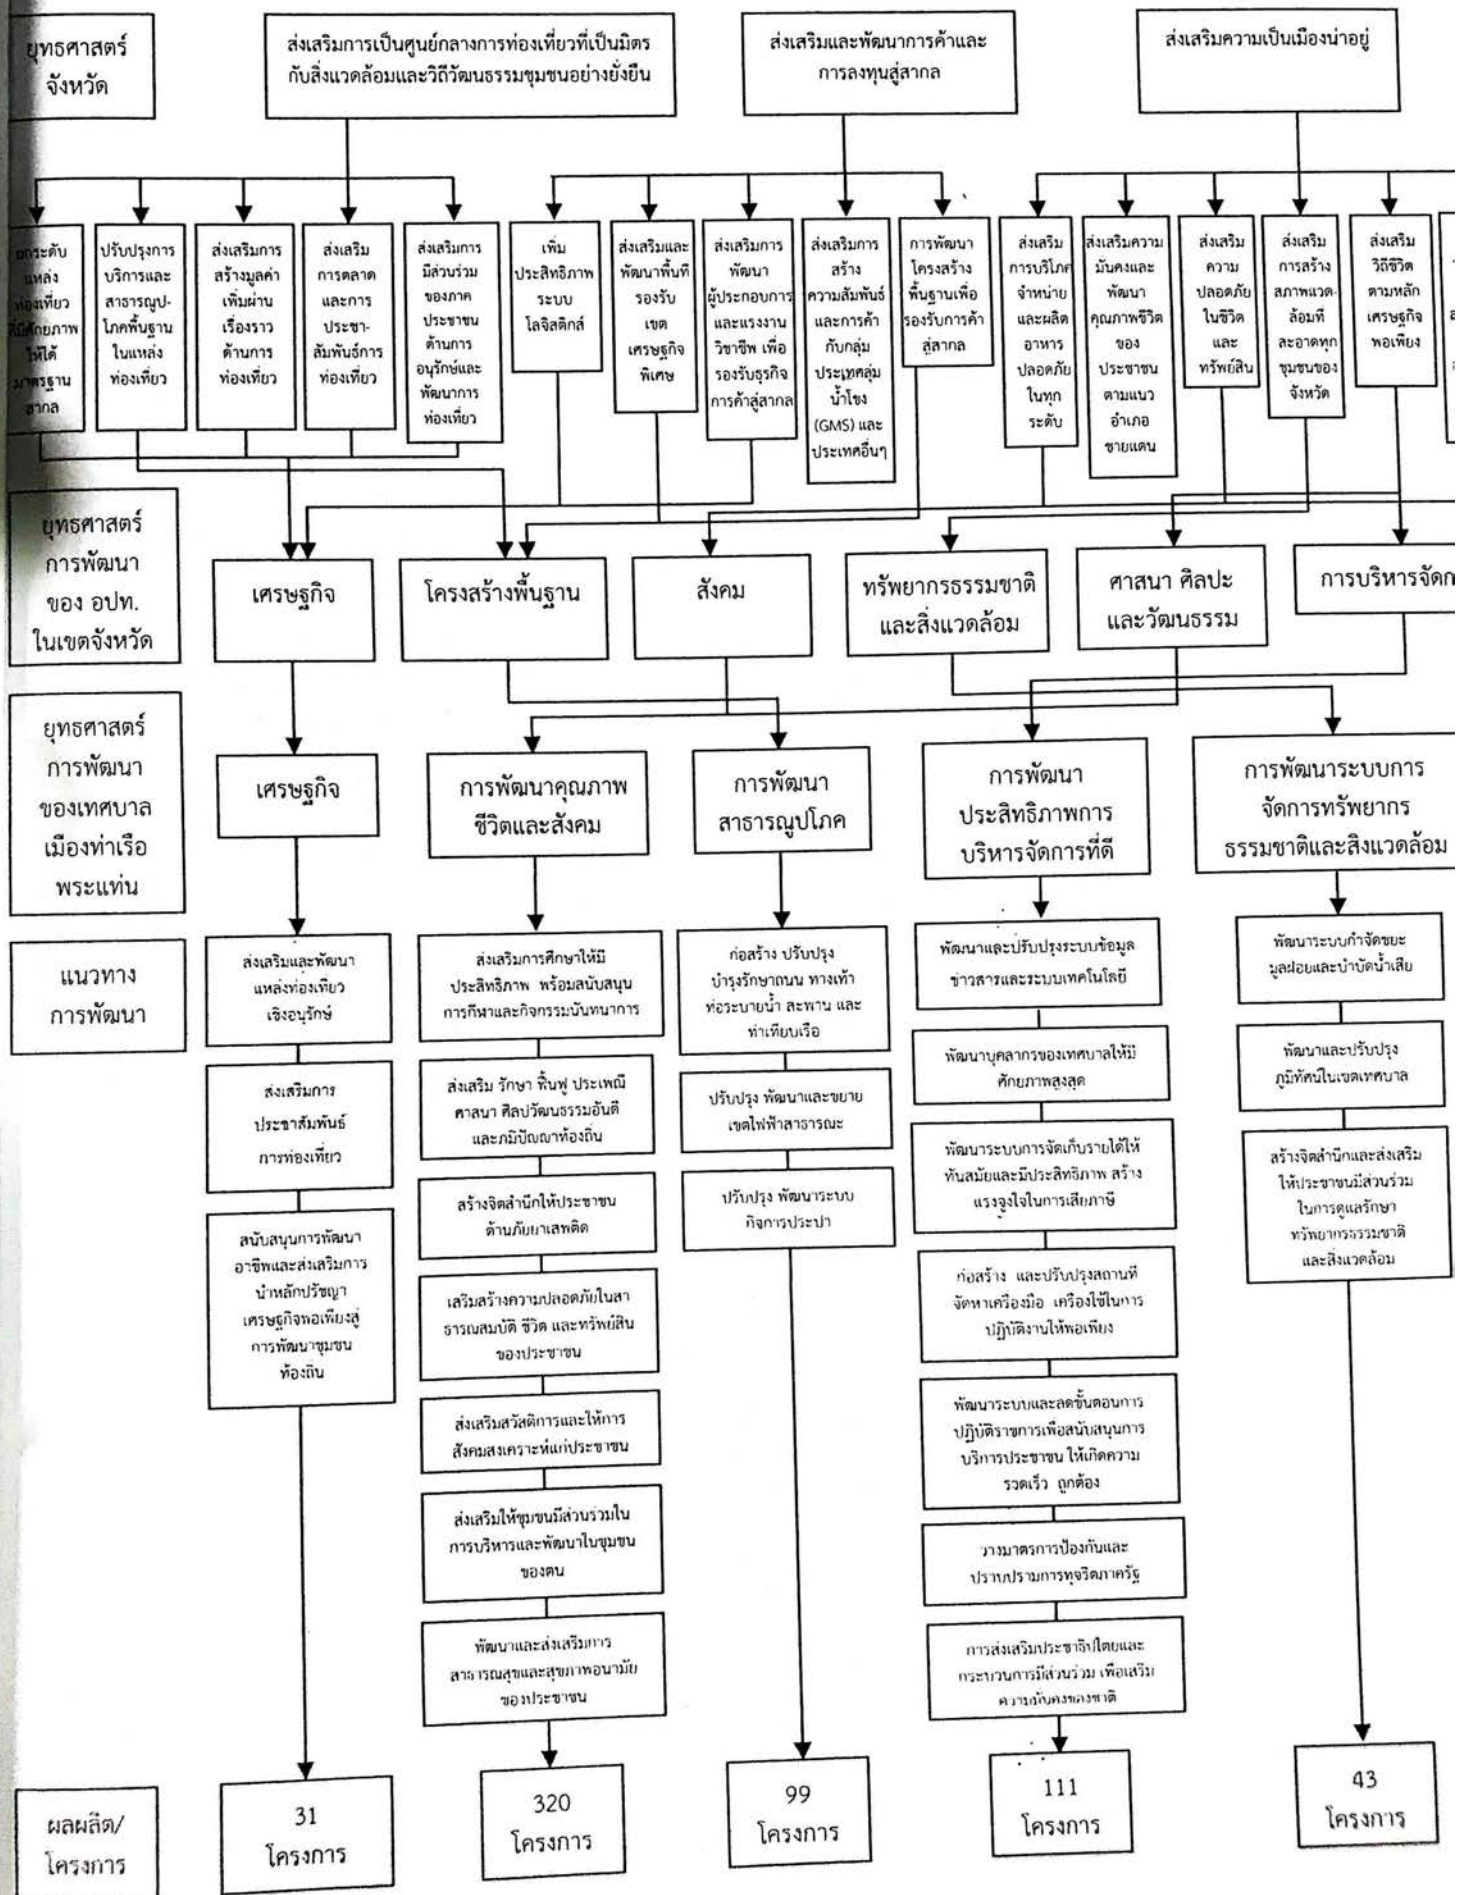 ยุทธศาสตร์
จังหวัด
ส่งเสริมการเป็นศูนย์กลางการท่องเที่ยวที่เป็นมิตร
กับสิ่งแวดล้อมและวิถีวัฒนธรรมชุมชนอย่างยั่งยืน
ส่งเสริมและพัฒนาการค้าและ
การลงทุนสู่สากล
ส่งเสริมความเป็นเมืองน่าอยู่
ยกระดับ
แหล่ง
ท่องเที่ยว
ที่มีศักยภาพ
ให้ได้
มาตรฐาน
สากล
ปรับปรุงการ
บริการและ
สาธารณูป-
โภคพื้นฐาน
ในแหล่ง
ท่องเที่ยว
ส่งเสริมการ
สร้างมูลค่า
เพิ่มผ่าน
เรื่องราว
ด้านการ
ท่องเที่ยว
ส่งเสริม
การตลาด
และการ
ประชา-
สัมพันธ์การ
ท่องเที่ยว
ส่งเสริมการ
มีส่วนร่วม
ของภาค
ประชาชน
ด้านการ
อนุรักษ์และ
พัฒนาการ
ท่องเที่ยว
เพิ่ม
ประสิทธิภาพ
ระบบ
โลจิสติกส์
ส่งเสริมและ
พัฒนาพื้นที่
รองรับ
เขต
เศรษฐกิจ
พิเศษ
ส่งเสริมการ
พัฒนา
ผู้ประกอบการ
และแรงงาน
วิชาชีพ เพื่อ
รองรับธุรกิจ
การค้าสู่สากล
ส่งเสริมการ
สร้าง
ความสัมพันธ์
และการค้า
กับกลุ่ม
ประเทศลุ่ม
น้ำโขง
(GMS) และ
ประเทศอื่นๆ
การพัฒนา
โครงสร้าง
พื้นฐานเพื่อ
รองรับการค้า
สู่สากล
ส่งเสริม
การบริโภค
จำหน่าย
และผลิต
อาหาร
ปลอดภัย
ในทุก
ระดับ
ส่งเสริมความ
มั่นคงและ
พัฒนา
คุณภาพชีวิต
ของ
ประชาชน
ตามแนว
อำเภอ
ชายแดน
ส่งเสริม
ความ
ปลอดภัย
ในชีวิต
และ
ทรัพย์สิน
ส่งเสริม
การสร้าง
สภาพแวด-
ล้อมที่
สะอาดทุก
ชุมชนของ
จังหวัด
ส่งเสริม
วิถีชีวิต
ตามหลัก
เศรษฐกิจ
พอเพียง
ยุทธศาสตร์
การพัฒนา
ของ อปท.
ในเขตจังหวัด
เศรษฐกิจ
โครงสร้างพื้นฐาน
สังคม
ทรัพยากรธรรมชาติ
และสิ่งแวดล้อม
ศาสนา ศิลปะ
และวัฒนธรรม
การบริหารจัดก
ยุทธศาสตร์
การพัฒนา
ของเทศบาล
เมืองท่าเรือ
พระแท่น
เศรษฐกิจ
การพัฒนาคุณภาพ
ชีวิตและสังคม
การพัฒนา
สาธารณูปโภค
การพัฒนา
ประสิทธิภาพการ
บริหารจัดการที่ดี
การพัฒนาระบบการ
จัดการทรัพยากร
ธรรมชาติและสิ่งแวดล้อม
แนวทาง
การพัฒนา
ส่งเสริมและพัฒนา
แหล่งท่องเที่ยว
เชิงอนุรักษ์
ส่งเสริมการ
ประชาสัมพันธ์
การท่องเที่ยว
สนับสนุนการพัฒนา
อาชีพและส่งเสริมการ
นำหลักปรัชญา
เศรษฐกิจพอเพียงสู่
การพัฒนาชุมชน
ท้องถิ่น
ส่งเสริมการศึกษาให้มี
ประสิทธิภาพ พร้อมสนับสนุน
การกีฬาและกิจกรรมนันทนาการ
ส่งเสริม รักษา ฟื้นฟู ประเพณี
ศาสนา ศิลปวัฒนธรรมอันดี
และภูมิปัญญาท้องถิ่น
สร้างจิตสำนึกให้ประชาชน
ด้านภัยยาเสพติด
เสริมสร้างความปลอดภัยในสา
ธารณสมบัติ ชีวิต และทรัพย์สิน
ของประชาชน
ส่งเสริมสวัสดิการและให้การ
สังคมสงเคราะห์แก่ประชาชน
ส่งเสริมให้ชุมชนมีส่วนร่วมใน
การบริหารและพัฒนาในชุมชน
ของตน
พัฒนาและส่งเสริมการ
สาธารณสุขและสุขภาพอนามัย
ของประชาชน
ก่อสร้าง ปรับปรุง
บำรุงรักษาถนน ทางเท้า
ท่อระบายน้ำ สะพาน และ
ท่าเทียบเรือ
ปรับปรุง พัฒนาและขยาย
เขตไฟฟ้าสาธารณะ
ปรับปรุง พัฒนาระบบ
กิจการประปา
พัฒนาและปรับปรุงระบบข้อมูล
ข่าวสารและระบบเทคโนโลยี
พัฒนาบุคลากรของเทศบาลให้มี
ศักยภาพสูงสุด
พัฒนาระบบการจัดเก็บรายได้ให้
ทันสมัยและมีประสิทธิภาพ สร้าง
แรงจูงใจในการเสียภาษี
ก่อสร้าง และปรับปรุงสถานที่
จัดหาเครื่องมือ เครื่องใช้ในการ
ปฏิบัติงานให้พอเพียง
พัฒนาระบบและลดขั้นตอนการ
ปฏิบัติราชการเพื่อสนับสนุนการ
บริการประชาชน ให้เกิดความ
รวดเร็ว ถูกต้อง
วางมาตรการป้องกันและ
ปราบปรามการทุจริตภาครัฐ
การส่งเสริมประชาธิปไตยและ
กระบวนการมีส่วนร่วม เพื่อเสริม
ความมั่นคงของชาติ
พัฒนาระบบกำจัดขยะ
มูลฝอยและบำบัดน้ำเสีย
พัฒนาและปรับปรุง
ภูมิทัศน์ในเขตเทศบาล
สร้างจิตสำนึกและส่งเสริม
ให้ประชาชนมีส่วนร่วม
ในการดูแลรักษา
ทรัพยากรธรรมชาติ
และสิ่งแวดล้อม
ผลผลิต/
โครงการ
31
โครงการ
320
โครงการ
99
โครงการ
111
โครงการ
43
โครงการ